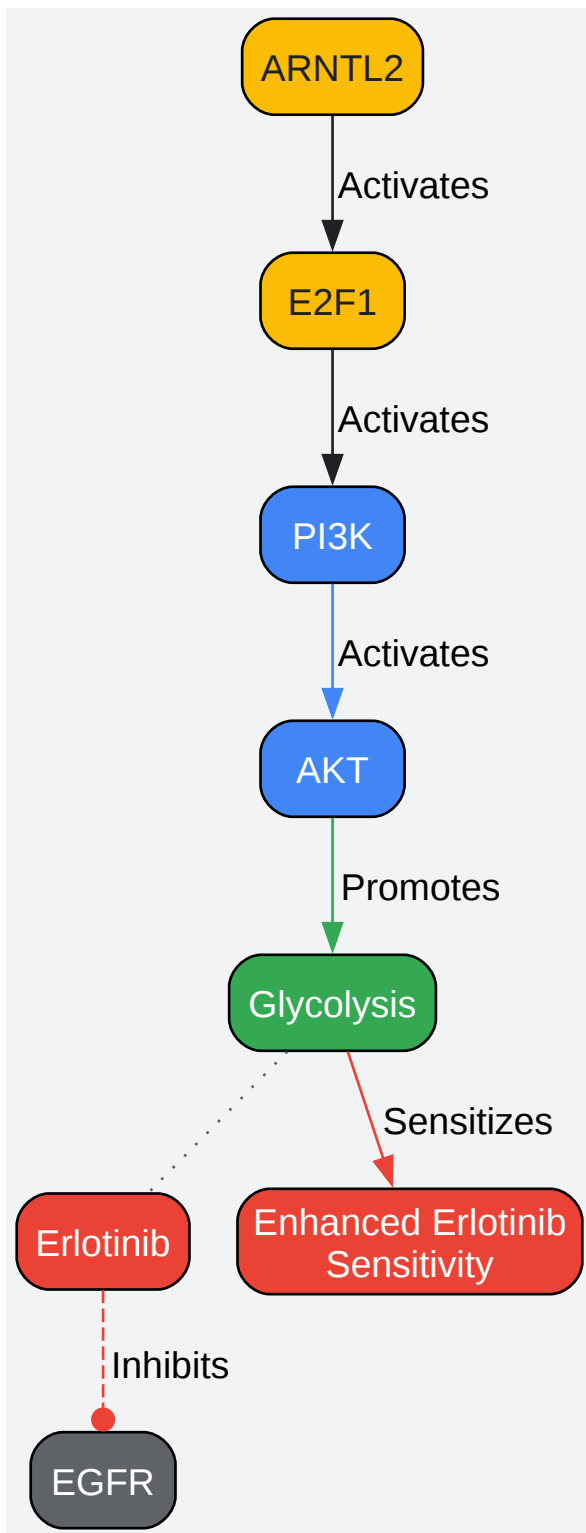 ARNTL2
Activates
E2F1
Activates
PI3K
Activates
AKT
Promotes
Glycolysis
Sensitizes
Erlotinib
Enhanced Erlotinib
Sensitivity
Inhibits
EGFR